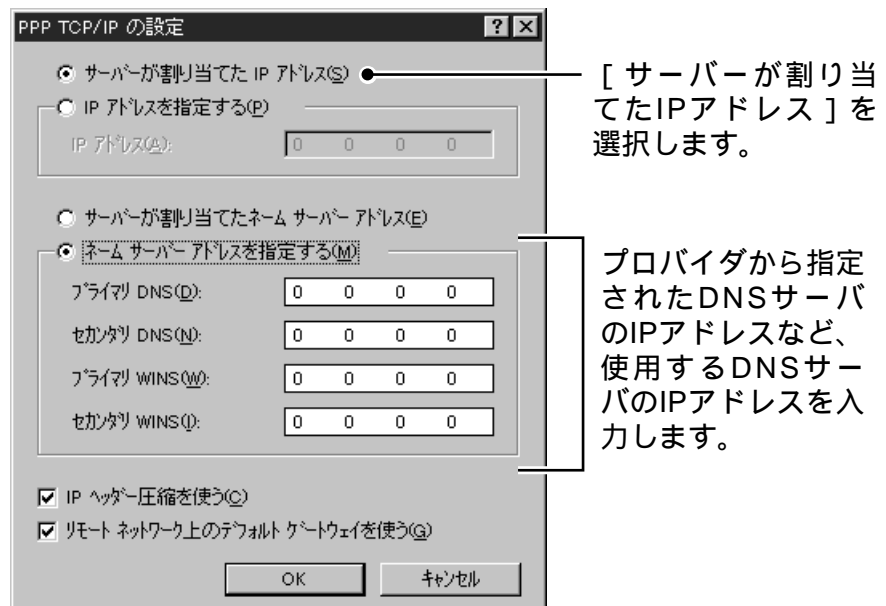 PPP TCP/IP の設定
? ×
サーバーが割り当てた IP アドレス(S)
IP アドレスを指定する(P)
IP アドレス(A): 0 0 0 0
サーバーが割り当てたネーム サーバー アドレス(E)
ネーム サーバー アドレスを指定する(M)
プライマリ DNS(D): 0 0 0 0
セカンダリ DNS(N): 0 0 0 0
プライマリ WINS(W): 0 0 0 0
セカンダリ WINS(I): 0 0 0 0
IP ヘッダー圧縮を使う(C)
リモート ネットワーク上のデフォルト ゲートウェイを使う(G)
OK キャンセル
[サーバーが割り当
てたIPアドレス]を
選択します。
プロバイダから指定
されたDNSサーバ
のIPアドレスなど、
使用するDNSサー
バのIPアドレスを入
力します。